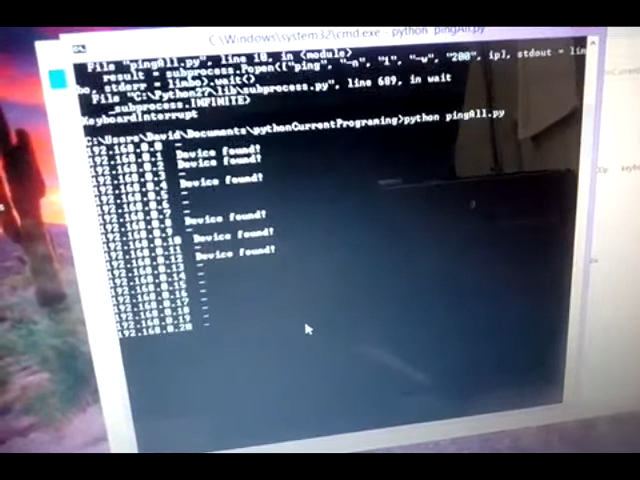 C:\Windows\system32\cmd.exe - python pingAll.py
File "pingAll.py", line 10, in <module>
result = subprocess.Popen(["ping", "-n", "1", "-w", "200", ip], stdout = lim
bo, stderr = limbo).wait()
File "C:\Python27\lib\subprocess.py", line 689, in wait
_subprocess.INFINITE)
KeyboardInterrupt
C:\Users\David\Documents\pythonCurrentPrograming>python pingAll.py
192.168.0.0 -
192.168.0.1 Device found!
192.168.0.2 Device found!
192.168.0.3 -
192.168.0.4 Device found!
192.168.0.5 -
192.168.0.6 -
192.168.0.7 -
192.168.0.8 Device found!
192.168.0.9 -
192.168.0.10 Device found!
192.168.0.11 -
192.168.0.12 Device found!
192.168.0.13 -
192.168.0.14 -
192.168.0.15 -
192.168.0.16 -
192.168.0.17 -
192.168.0.18 -
192.168.0.19 -
192.168.0.20 -